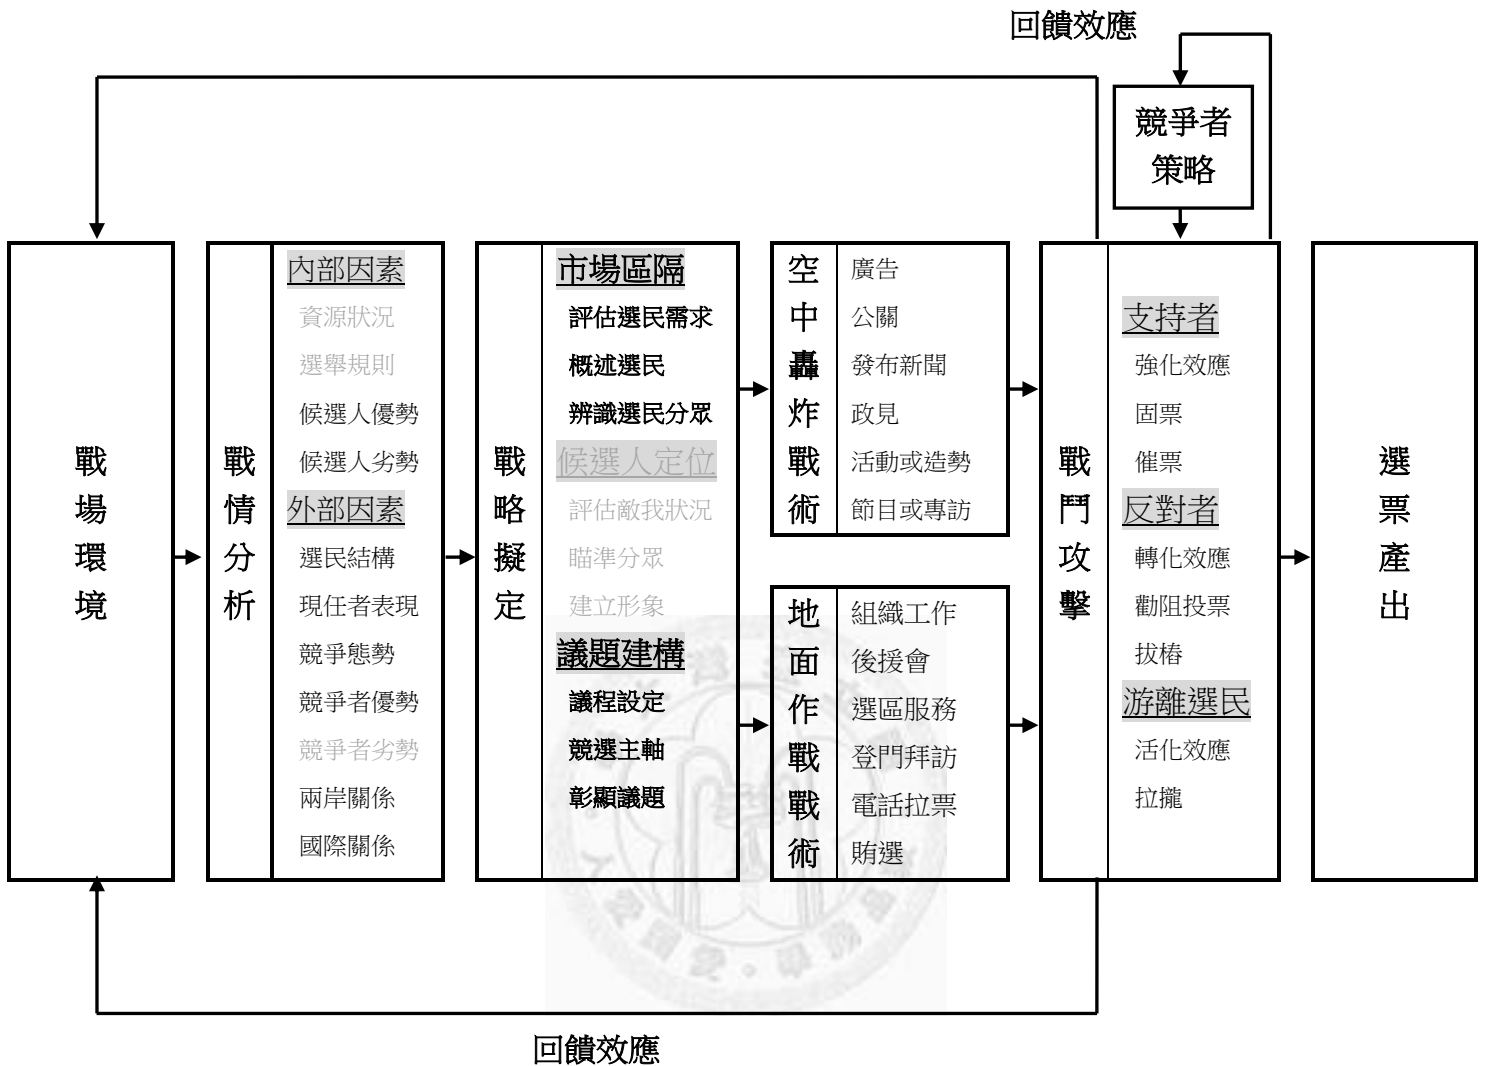 回饋效應
競爭者
策略
戰場環境
戰情分析
內部因素
資源狀況
選舉規則
候選人優勢
候選人劣勢
外部因素
選民結構
現任者表現
競爭態勢
競爭者優勢
競爭者劣勢
兩岸關係
國際關係
戰略擬定
市場區隔
評估選民需求
概述選民
辨識選民分眾
候選人定位
評估敵我狀況
瞄準分眾
建立形象
議題建構
議程設定
競選主軸
彰顯議題
空中轟炸戰術
廣告
公關
發布新聞
政見
活動或造勢
節目或專訪
地面作戰戰術
組織工作
後援會
選區服務
登門拜訪
電話拉票
賄選
戰鬥攻擊
支持者
強化效應
固票
催票
反對者
轉化效應
勸阻投票
拔樁
游離選民
活化效應
拉攏
選票產出
回饋效應